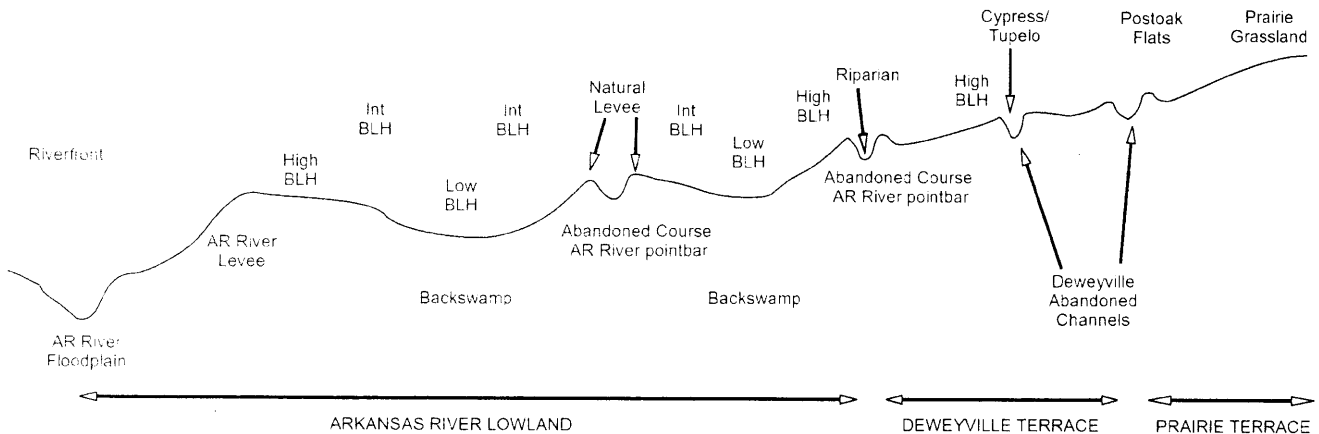 Cypress/
Tupelo
Postoak
Flats
Prairie
Grassland
Riparian
High
BLH
Natural
Levee
High
BLH
Int
BLH
Int
BLH
Int
BLH
Low
BLH
Riverfront
High
BLH
Low
BLH
Abandoned Course
AR River pointbar
AR River
Levee
Abandoned Course
AR River pointbar
Backswamp
Backswamp
Deweyville
Abandoned
Channels
AR River
Floodplain
ARKANSAS RIVER LOWLAND
DEWEYVILLE TERRACE
PRAIRIE TERRACE